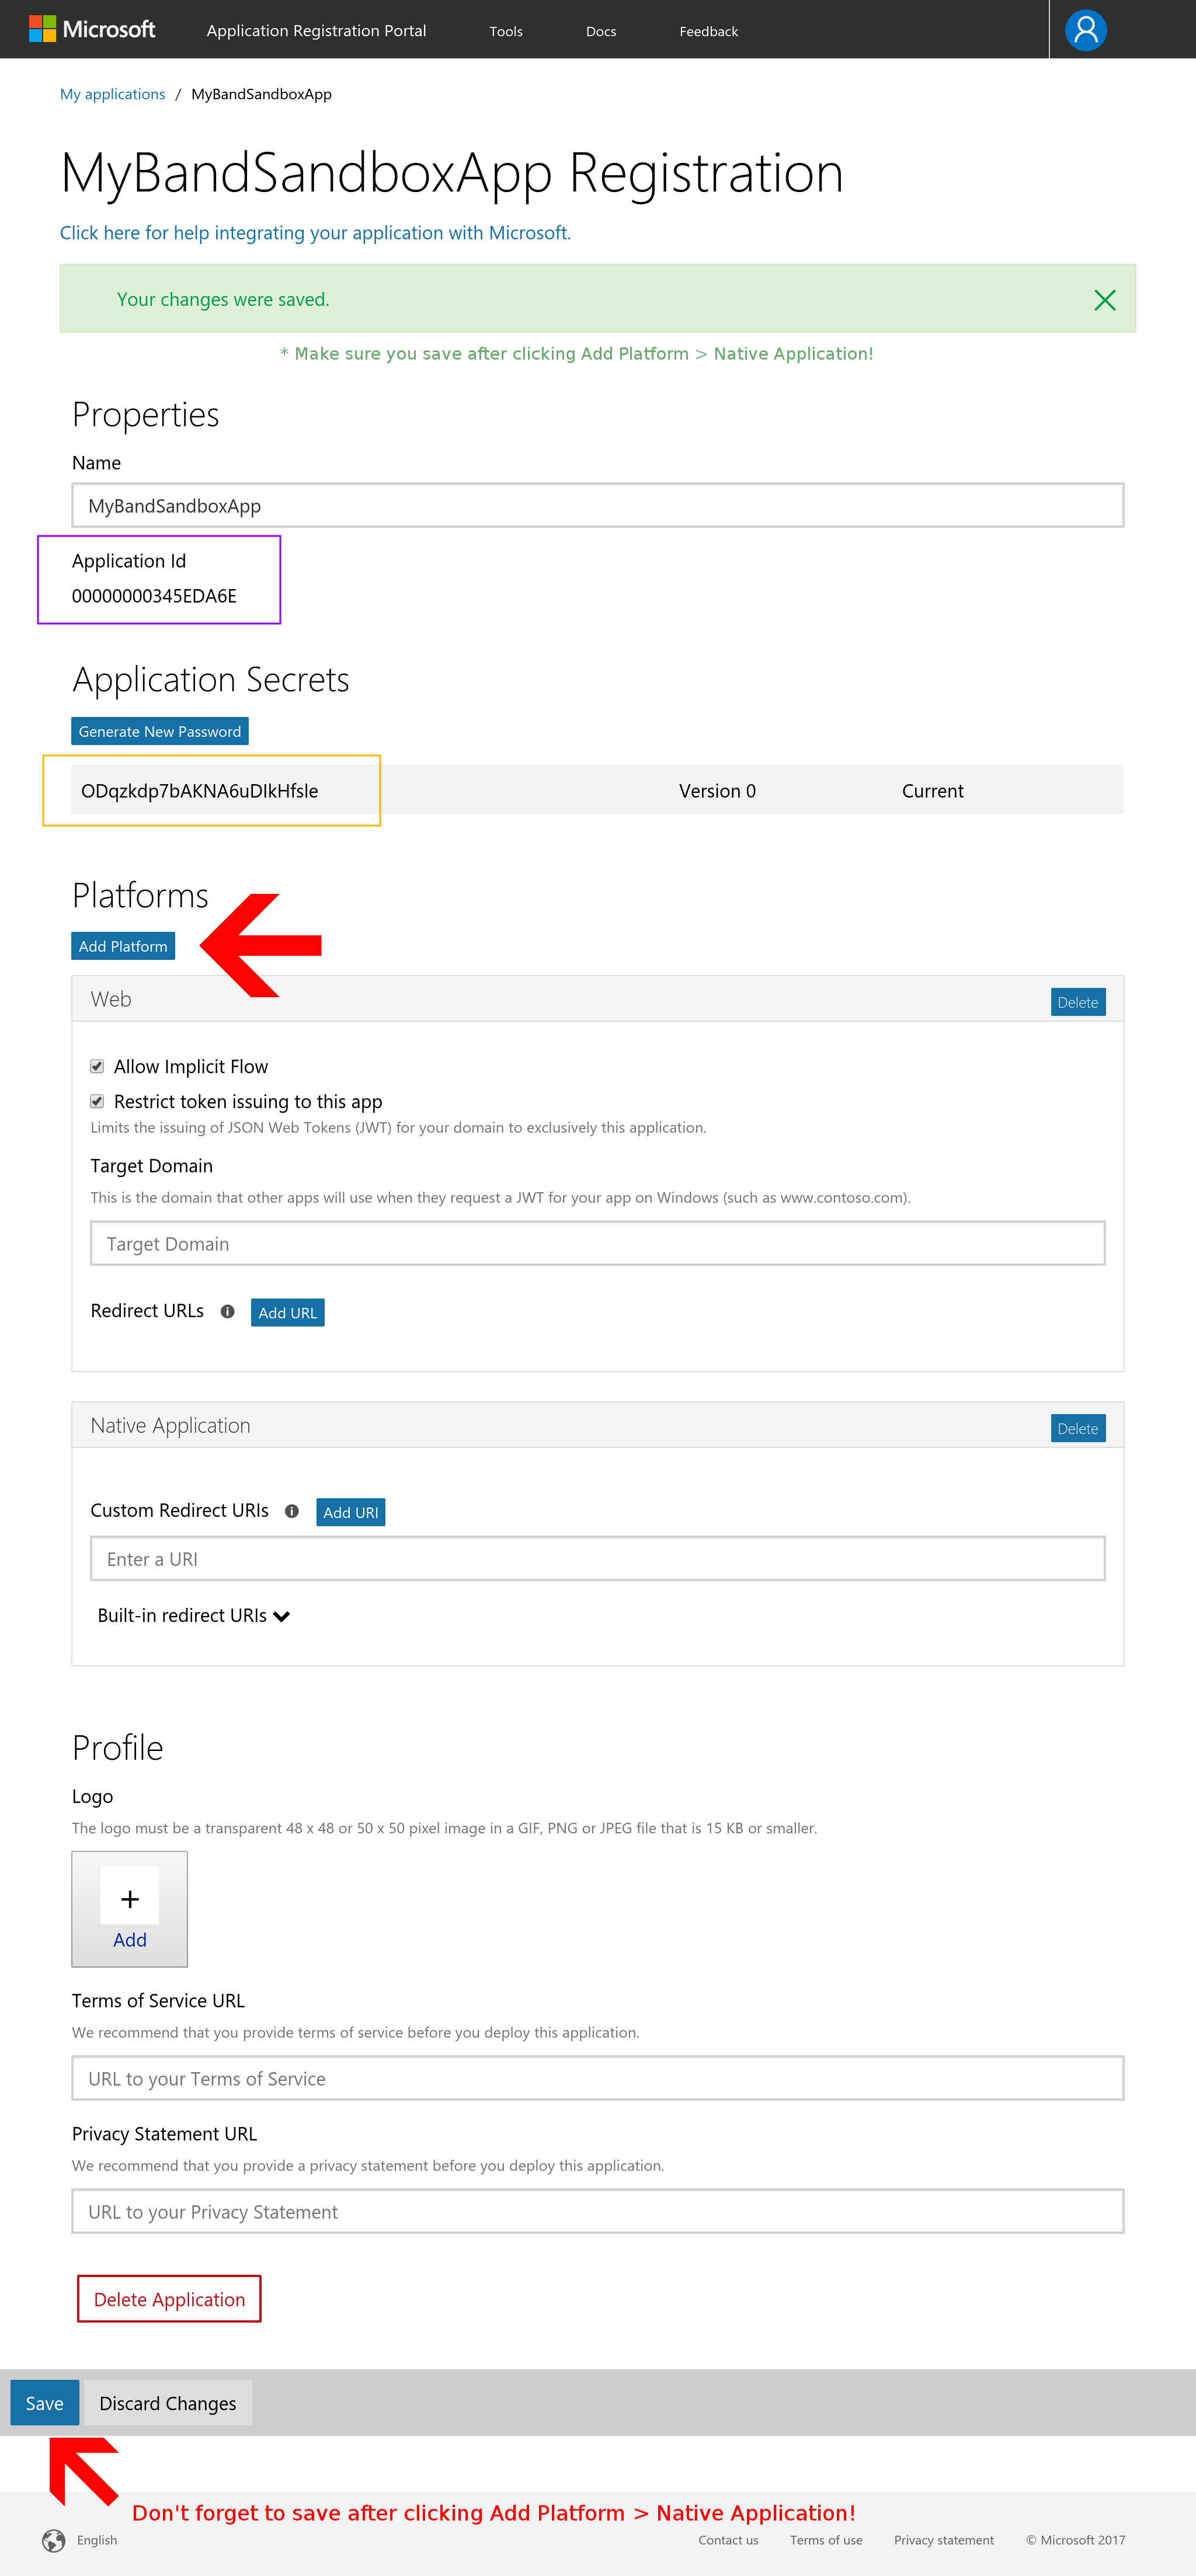 Microsoft Application Registration Portal Tools Docs Feedback
My applications / MyBandSandboxApp
MyBandSandboxApp Registration
Click here for help integrating your application with Microsoft.
Your changes were saved.
* Make sure you save after clicking Add Platform > Native Application!
Properties
Name
MyBandSandboxApp
Application Id
00000000345EDA6E
Application Secrets
Generate New Password
ODqzkdp7bAKNA6uDIkHfsle Version 0 Current
Platforms
Add Platform
Web Delete
Allow Implicit Flow
Restrict token issuing to this app
Limits the issuing of JSON Web Tokens (JWT) for your domain to exclusively this application.
Target Domain
This is the domain that other apps will use when they request a JWT for your app on Windows (such as www.contoso.com).
Target Domain
Redirect URLs Add URL
Native Application Delete
Custom Redirect URIs Add URI
Enter a URI
Built-in redirect URIs
Profile
Logo
The logo must be a transparent 48 x 48 or 50 x 50 pixel image in a GIF, PNG or JPEG file that is 15 KB or smaller.
+
Add
Terms of Service URL
We recommend that you provide terms of service before you deploy this application.
URL to your Terms of Service
Privacy Statement URL
We recommend that you provide a privacy statement before you deploy this application.
URL to your Privacy Statement
Delete Application
Save Discard Changes
Don't forget to save after clicking Add Platform > Native Application!
English Contact us Terms of use Privacy statement © Microsoft 2017